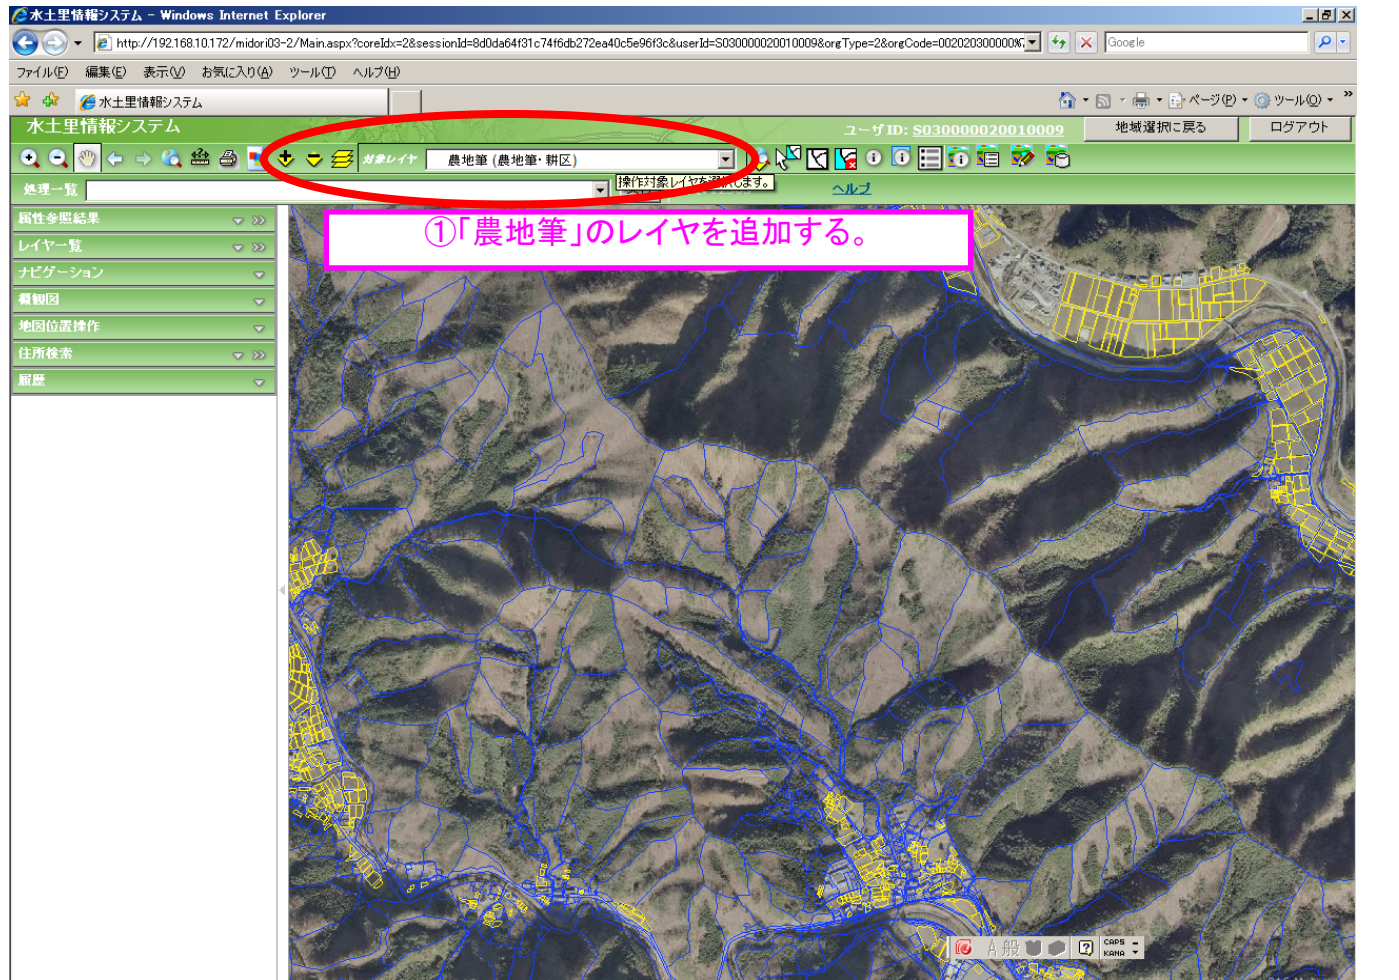 水土里情報システム - Windows Internet Explorer
http://192.168.10.172/midori03-2/Main.aspx?coreIdx=2&sessionId=8d0da64f31c74f6db272ea40c5e96f3c&userId=S030000020010009&orgType=2&orgCode=002020300000%
Google
ファイル(F) 編集(E) 表示(V) お気に入り(A) ツール(T) ヘルプ(H)
水土里情報システム
ページ(P) ツール(O)
水土里情報システム
ユーザID: S030000020010009
地域選択に戻る
ログアウト
対象レイヤ
農地筆 (農地筆・耕区)
処理一覧
操作対象レイヤを選択します。
ヘルプ
属性参照結果
①「農地筆」のレイヤを追加する。
レイヤ一覧
ナビゲーション
概観図
地図位置操作
住所検索
履歴
A 般
CAPS
KANA